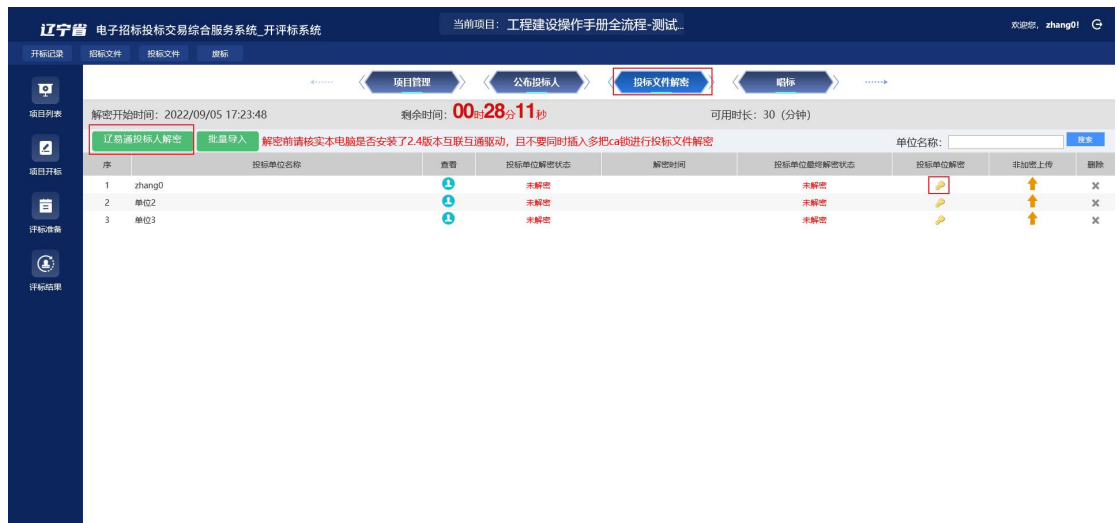 辽宁省 电子招标投标交易综合服务系统_开评标系统
当前项目：工程建设操作手册全流程-测试...
欢迎您，zhang0!
开标记录 招标文件 投标文件 废标
项目管理 公布投标人 投标文件解密 唱标
项目列表
项目开标
评标准备
评标结果
解密开始时间：2022/09/05 17:23:48 剩余时间：00时28分11秒 可用时长：30（分钟）
辽易通投标人解密 批量导入 解密前请核实本电脑是否安装了2.4版本互联互通驱动，且不要同时插入多把ca锁进行投标文件解密 单位名称： 搜索
序 投标单位名称 查看 投标单位解密状态 解密时间 投标单位最终解密状态 投标单位解密 非加密上传 删除
1 zhang0 未解密 未解密
2 单位2 未解密 未解密
3 单位3 未解密 未解密